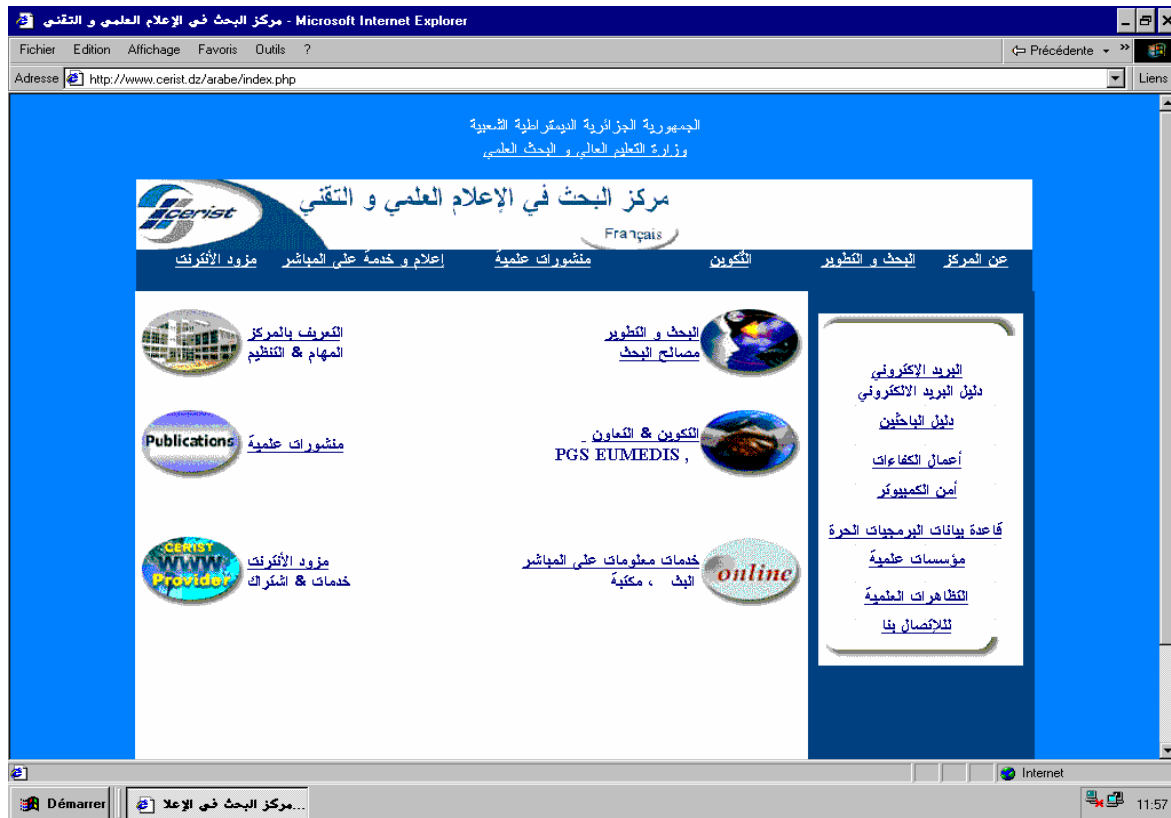 مركز البحث في الإعلام العلمي و التقني - Microsoft Internet Explorer
Fichier Edition Affichage Favoris Outils ?
Précédente »
Adresse http://www.cerist.dz/arabe/index.php
Liens
الجمهورية الجزائرية الديمقراطية الشعبية
وزارة التعليم العالي و البحث العلمي
cerist
مركز البحث في الإعلام العلمي و التقني
Français
عن المركز البحث و التطوير التكوين منشورات علمية إعلام و خدمة على المباشر مزود الأنترنت
البحث و التطوير
مصالح البحث
التعريف بالمركز
المهام & التنظيم
التكوين & التعاون
PGS EUMEDIS ,
Publications
منشورات علمية
خدمات معلومات على المباشر
البث ، مكتبة
online
CERIST
WWW
Provider
مزود الأنترنت
خدمات & اشتراك
البريد الإكتروني
دليل البريد الالكتروني
دليل الباحثين
أعمال الكفاءات
أمن الكمبيوتر
قاعدة بيانات البرمجيات الحرة
مؤسسات علمية
التظاهرات العلمية
للإتصال بنا
Internet
Démarrer
مركز البحث في الإعلا...
11:57